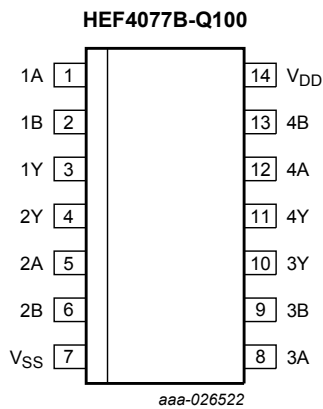 HEF4077B-Q100
1A 1 14 VDD
1B 2 13 4B
1Y 3 12 4A
2Y 4 11 4Y
2A 5 10 3Y
2B 6 9 3B
VSS 7 8 3A
aaa-026522